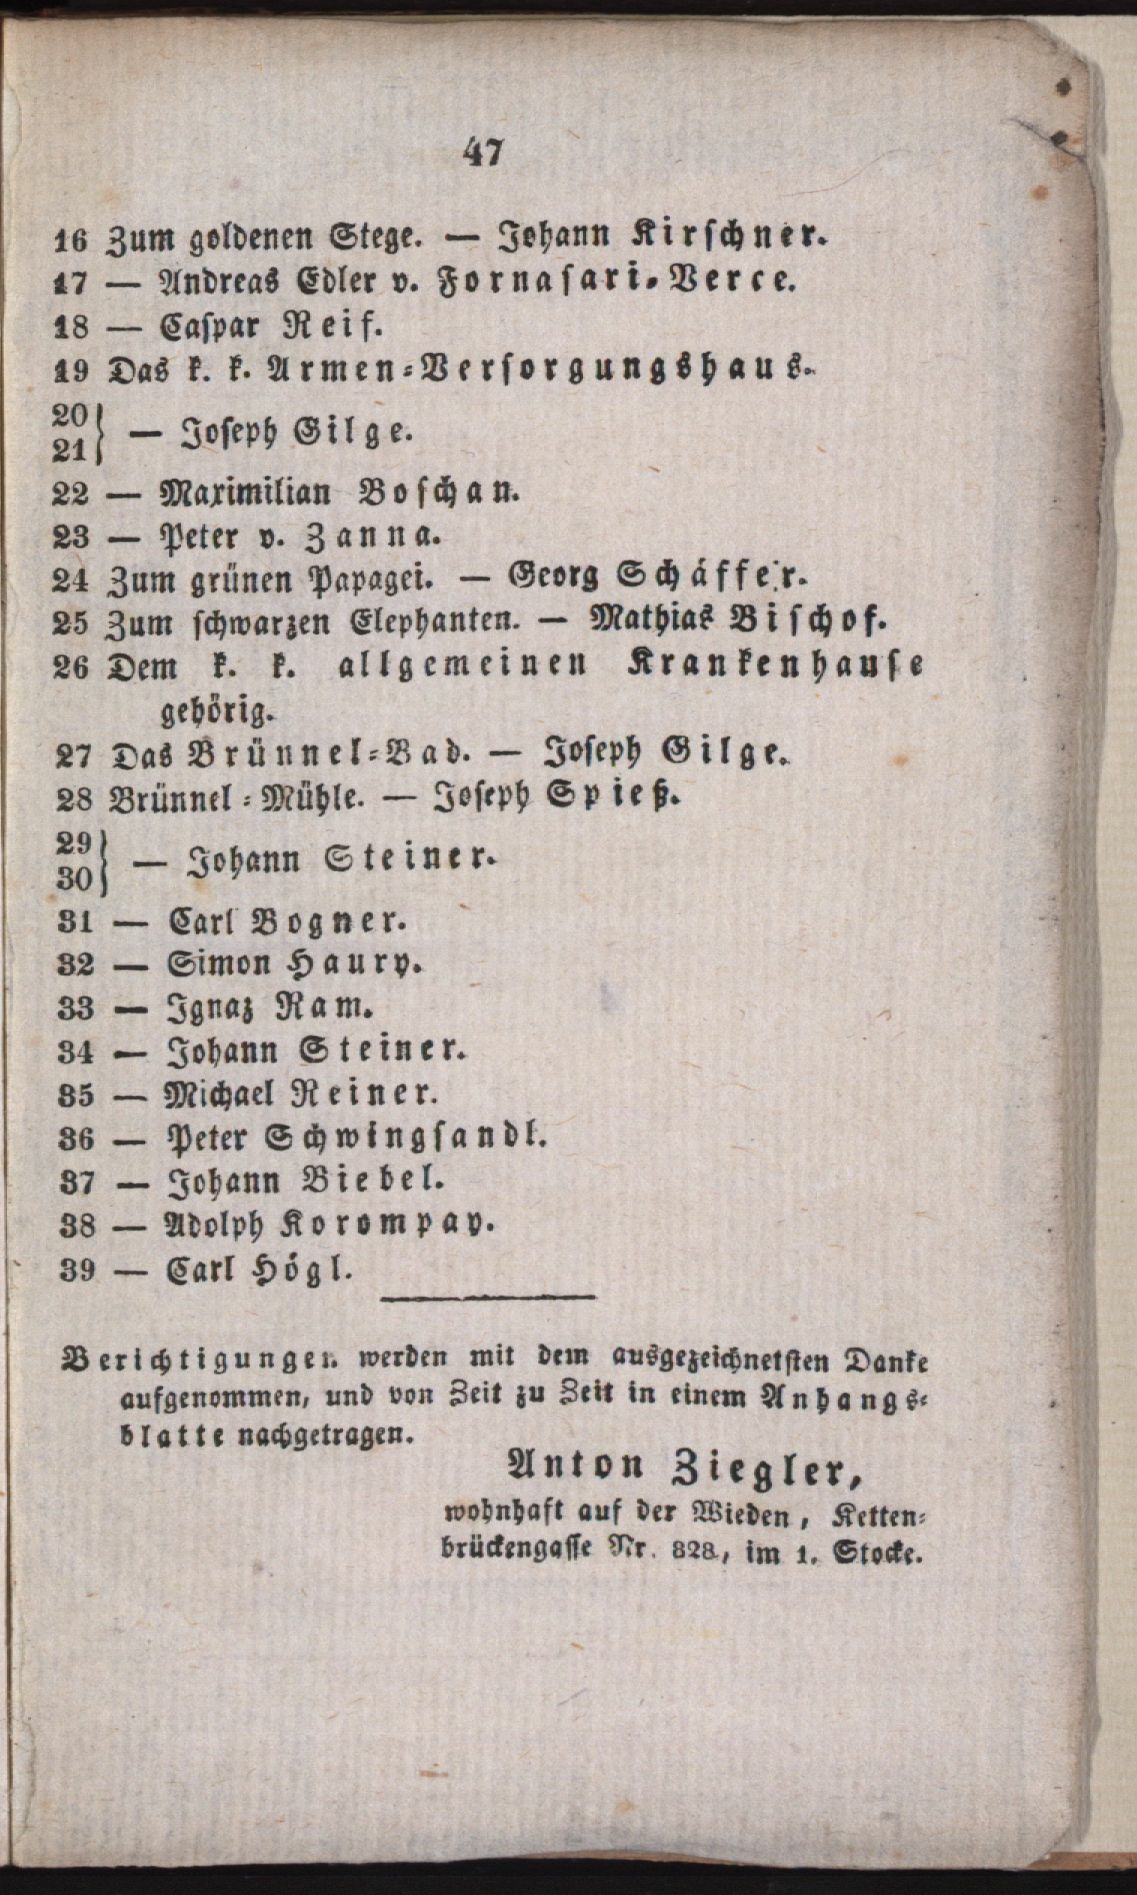 47
16 Zum goldenen Stege. — Johann Kirschner.
17 — Andreas Edler v. Fornasari-Verce.
18 — Caspar Reif.
19 Das k. k. Armen-Versorgungshaus.
20
21} — Joseph Gilge.
22 — Maximilian Boschan.
23 — Peter v. Zanna.
24 Zum grünen Papagei. — Georg Schäffer.
25 Zum schwarzen Elephanten. — Mathias Bischof.
26 Dem k. k. allgemeinen Krankenhause
gehörig.
27 Das Brünnel-Bad. — Joseph Gilge.
28 Brünnel-Mühle. — Joseph Spieß.
29
30} — Johann Steiner.
31 — Carl Bogner.
32 — Simon Haury.
33 — Ignaz Ram.
34 — Johann Steiner.
35 — Michael Reiner.
36 — Peter Schwingsandl.
37 — Johann Biebel.
38 — Adolph Korompay.
39 — Carl Högl.
Berichtigungen werden mit dem ausgezeichnetsten Danke
aufgenommen, und von Zeit zu Zeit in einem Anhangs-
blatte nachgetragen.
Anton Ziegler,
wohnhaft auf der Wieden, Ketten-
brückengasse Nr. 828, im 1. Stocke.